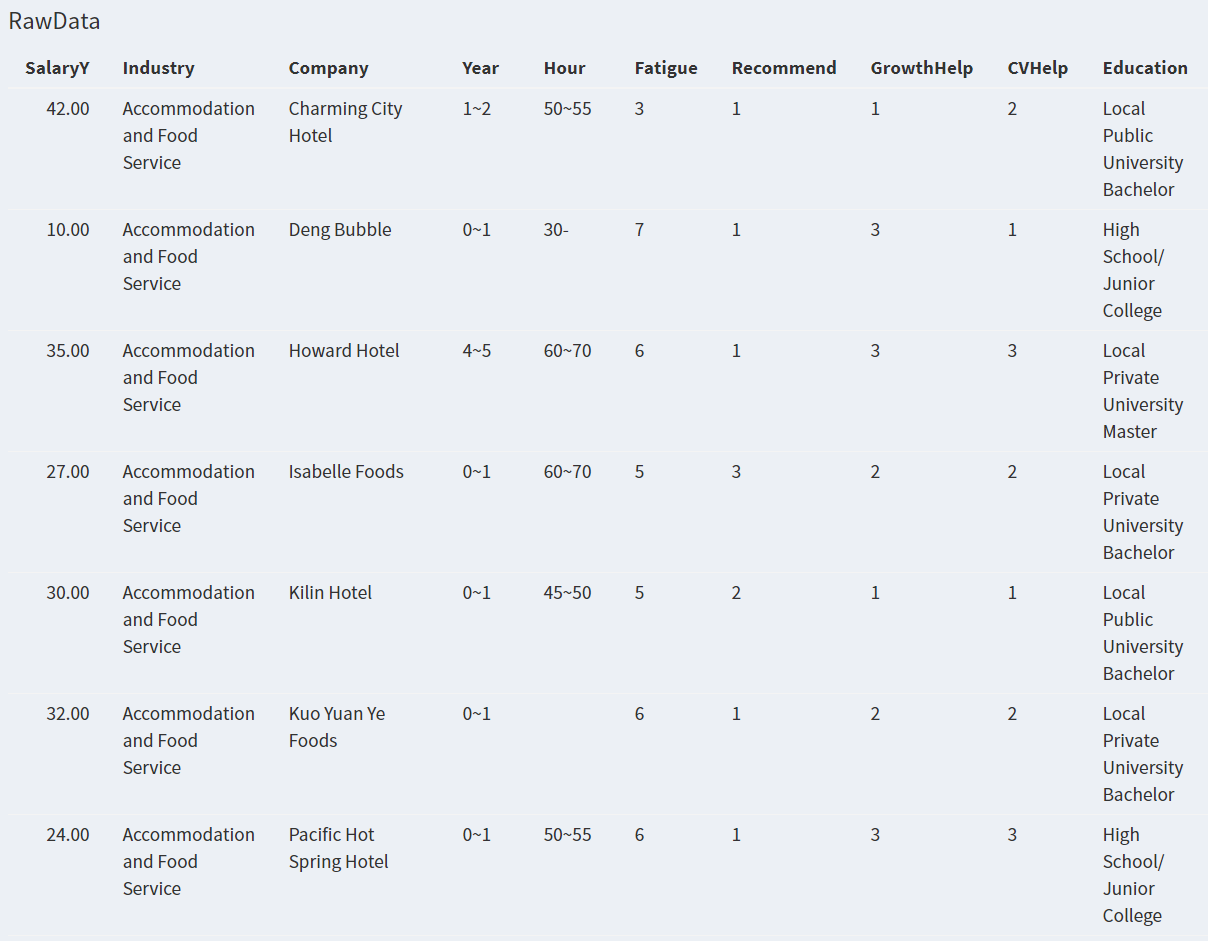 RawData
SalaryY Industry Company Year Hour Fatigue Recommend GrowthHelp CVHelp Education
42.00 Accommodation Charming City 1~2 50~55 3 1 1 2 Local
and Food Hotel Public
Service University
Bachelor
10.00 Accommodation Deng Bubble 0~1 30- 7 1 3 1 High
and Food School/
Service Junior
College
35.00 Accommodation Howard Hotel 4~5 60~70 6 1 3 3 Local
and Food Private
Service University
Master
27.00 Accommodation Isabelle Foods 0~1 60~70 5 3 2 2 Local
and Food Private
Service University
Bachelor
30.00 Accommodation Kilin Hotel 0~1 45~50 5 2 1 1 Local
and Food Public
Service University
Bachelor
32.00 Accommodation Kuo Yuan Ye 0~1 6 1 2 2 Local
and Food Foods Private
Service University
Bachelor
24.00 Accommodation Pacific Hot 0~1 50~55 6 1 3 3 High
and Food Spring Hotel School/
Service Junior
College